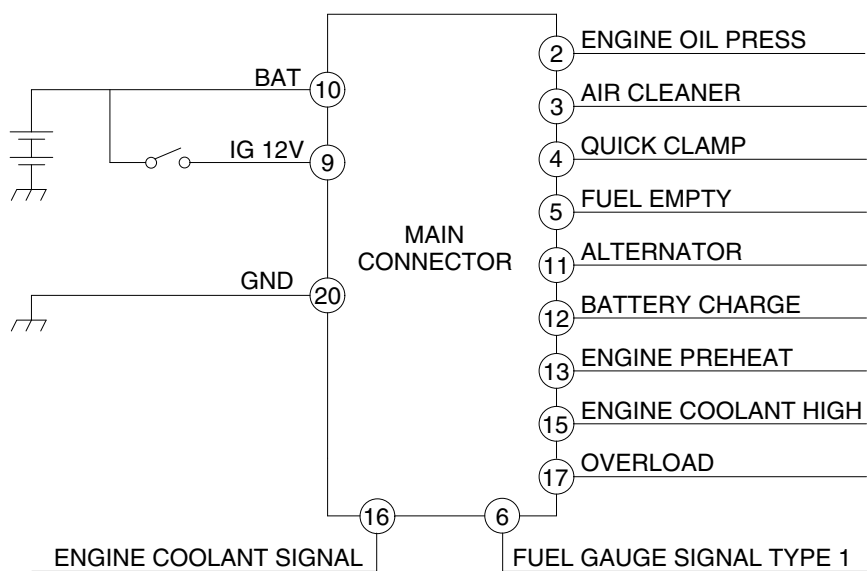 2 ENGINE OIL PRESS
BAT 10
3 AIR CLEANER
IG 12V 9
4 QUICK CLAMP
5 FUEL EMPTY
MAIN
CONNECTOR
11 ALTERNATOR
GND 20
12 BATTERY CHARGE
13 ENGINE PREHEAT
15 ENGINE COOLANT HIGH
17 OVERLOAD
16
6
ENGINE COOLANT SIGNAL
FUEL GAUGE SIGNAL TYPE 1